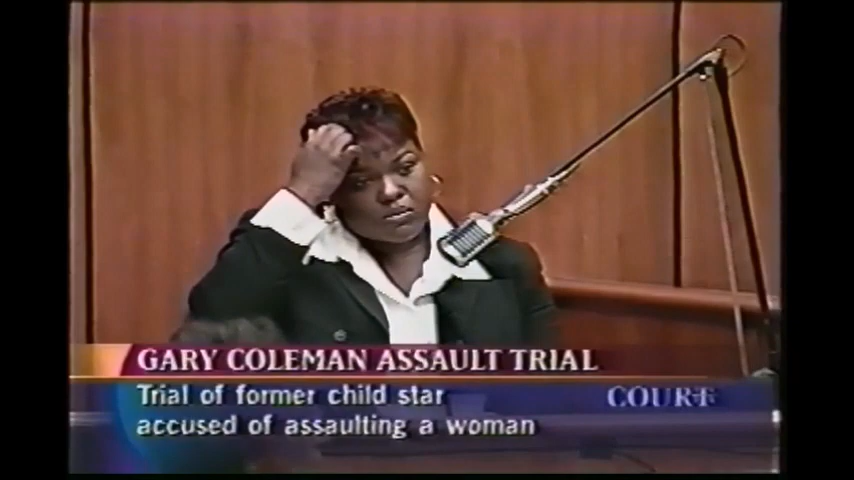 GARY COLEMAN ASSAULT TRIAL
Trial of former child star
accused of assaulting a woman
COURT